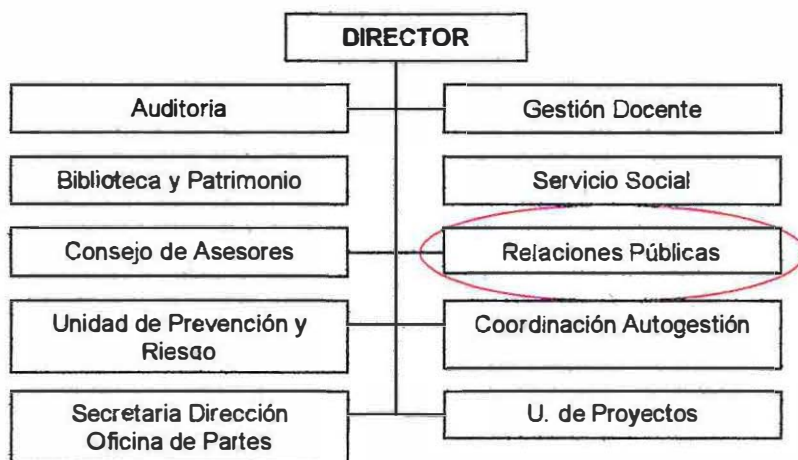 DIRECTOR
Auditoria
Gestión Docente
Biblioteca y Patrimonio
Servicio Social
Consejo de Asesores
Relaciones Públicas
Unidad de Prevención y
Riesgo
Coordinación Autogestión
Secretaria Dirección
Oficina de Partes
U. de Proyectos